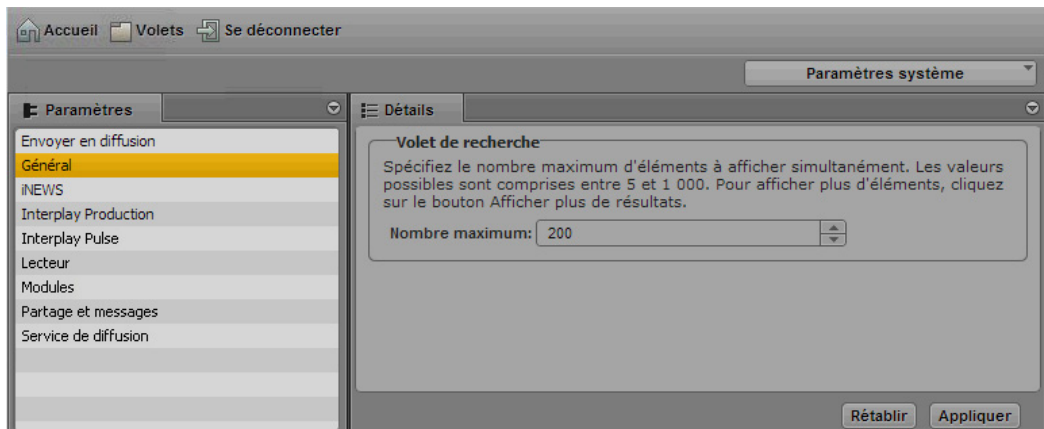 Accueil Volets Se déconnecter
Paramètres système
Paramètres
Détails
Envoyer en diffusion
Général
iNEWS
Interplay Production
Interplay Pulse
Lecteur
Modules
Partage et messages
Service de diffusion
Volet de recherche
Spécifiez le nombre maximum d'éléments à afficher simultanément. Les valeurs
possibles sont comprises entre 5 et 1 000. Pour afficher plus d'éléments, cliquez
sur le bouton Afficher plus de résultats.
Nombre maximum: 200
Rétablir Appliquer